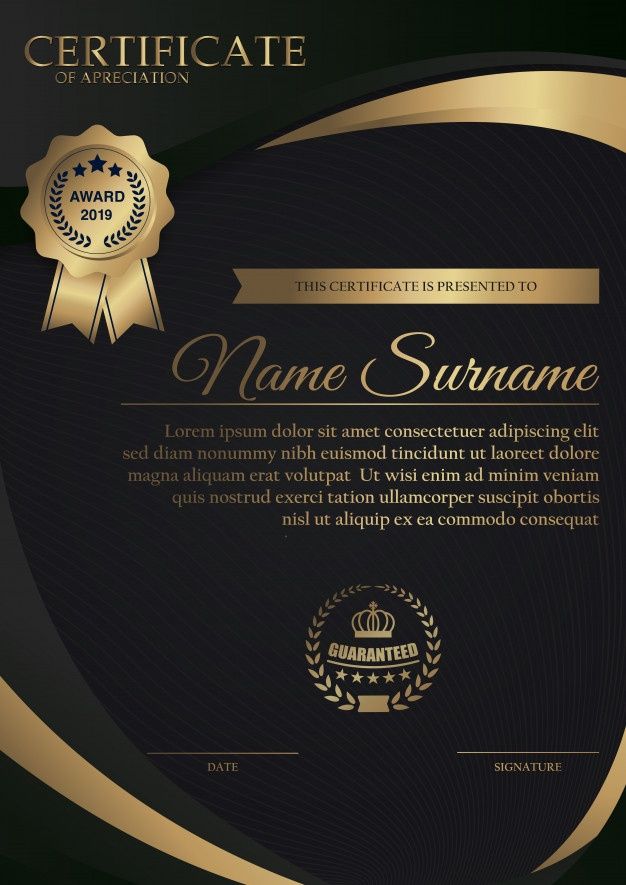 CERTIFICATE
OF APRECIATION
AWARD
2019
THIS CERTIFICATE IS PRESENTED TO
Name Surname
Lorem ipsum dolor sit amet consectetuer adipiscing elit
sed diam nonummy nibh euismod tincidunt ut laoreet dolore
magna aliquam erat volutpat Ut wisi enim ad minim veniam
quis nostrud exerci tation ullamcorper suscipit obortis
nisl ut aliquip ex ea commodo consequat
GUARANTEED
DATE
SIGNATURE